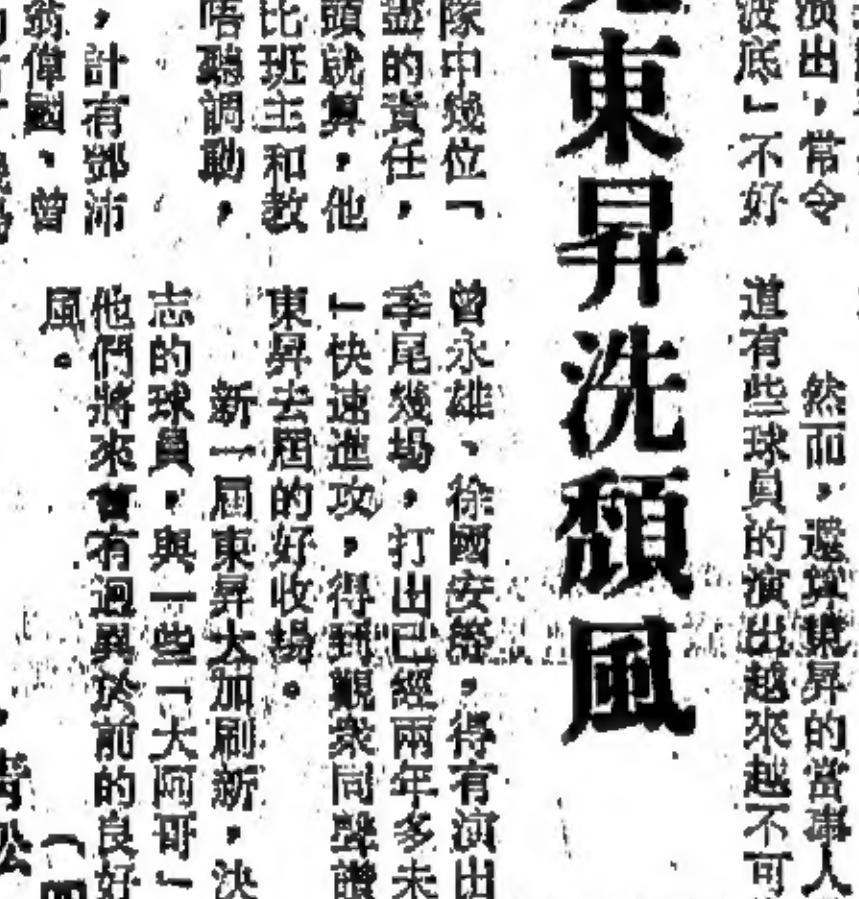 演出，常令
波底」不好
然而，還算東昇的當事人
道有些球員的演出越來越不可
東昇洗頹風
隊中幾位「
盡的責任，
頭就算，他
比班主和教
唔聽調動，
，計有鄧沛
翁偉國、曾
曾永雄、徐國安等，得有演出
季尾幾場，打出已經兩年多未
」快速進攻，得到觀衆同聲讚
東昇去屆的好收場。
新一屆東昇大加刷新，決
志的球員，與一些「大阿哥」
他們將來會有迥異於前的良好
風。